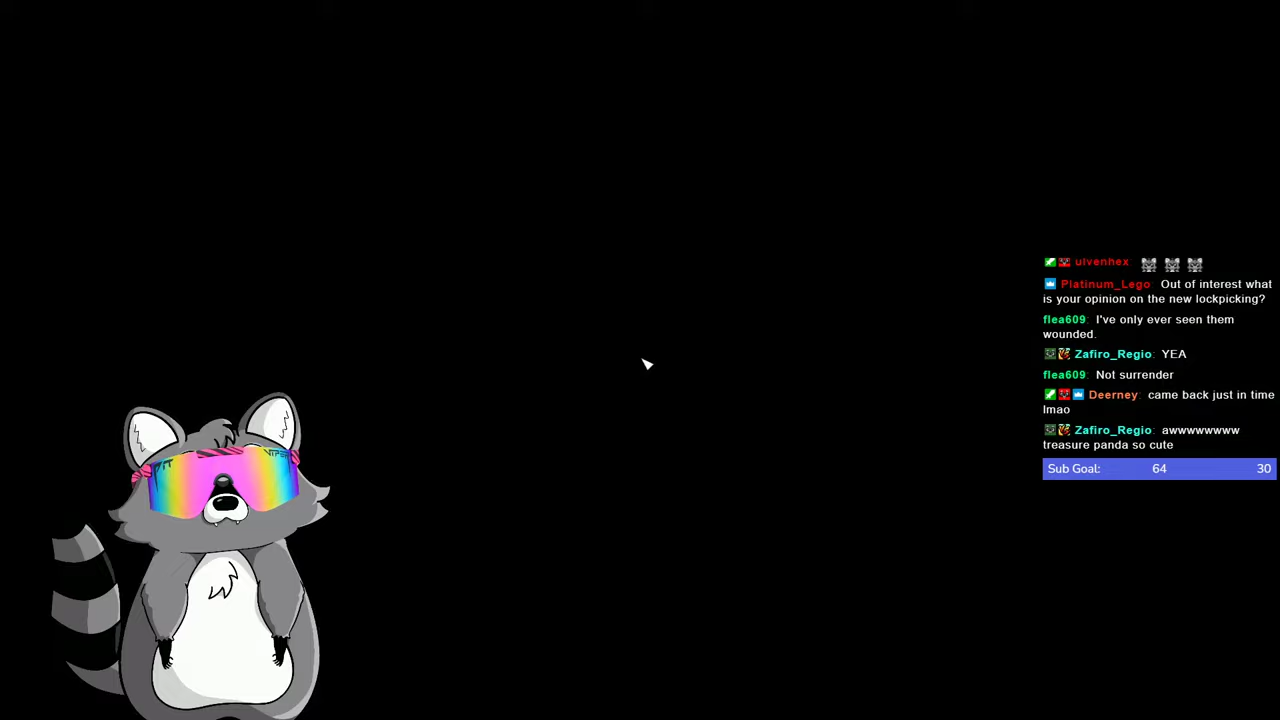 ulvenhex
Platinum_Lego: Out of interest what
is your opinion on the new lockpicking?
flea609: I've only ever seen them
wounded.
Zafiro_Regio: YEA
flea609: Not surrender
Deerney: came back just in time
lmao
Zafiro_Regio: awwwwwwww
treasure panda so cute
PIT VIPER
Sub Goal: 64 30